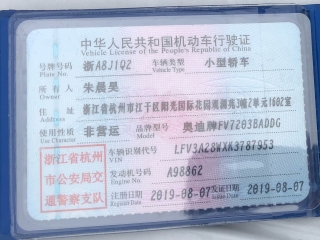 中华人民共和国机动车行驶证
Vehicle License of the People's Republic of China
号牌号码 浙A8J1Q2 车辆类型 小型轿车
Plate No. Vehicle Type
所有人 朱晨昊
Owner
住址 浙江省杭州市江干区阳光国际花园观澜苑3幢2单元1602室
Address
使用性质 非营运 品牌型号 奥迪牌FV7203BADDG
Use Character Model
浙江省杭州市公安局交通警察支队
车辆识别代号 LFV3A28WXK3787953
VIN
发动机号码 A98862
Engine No.
注册日期 2019-08-07 发证日期 2019-08-07
Register Date Issue Date